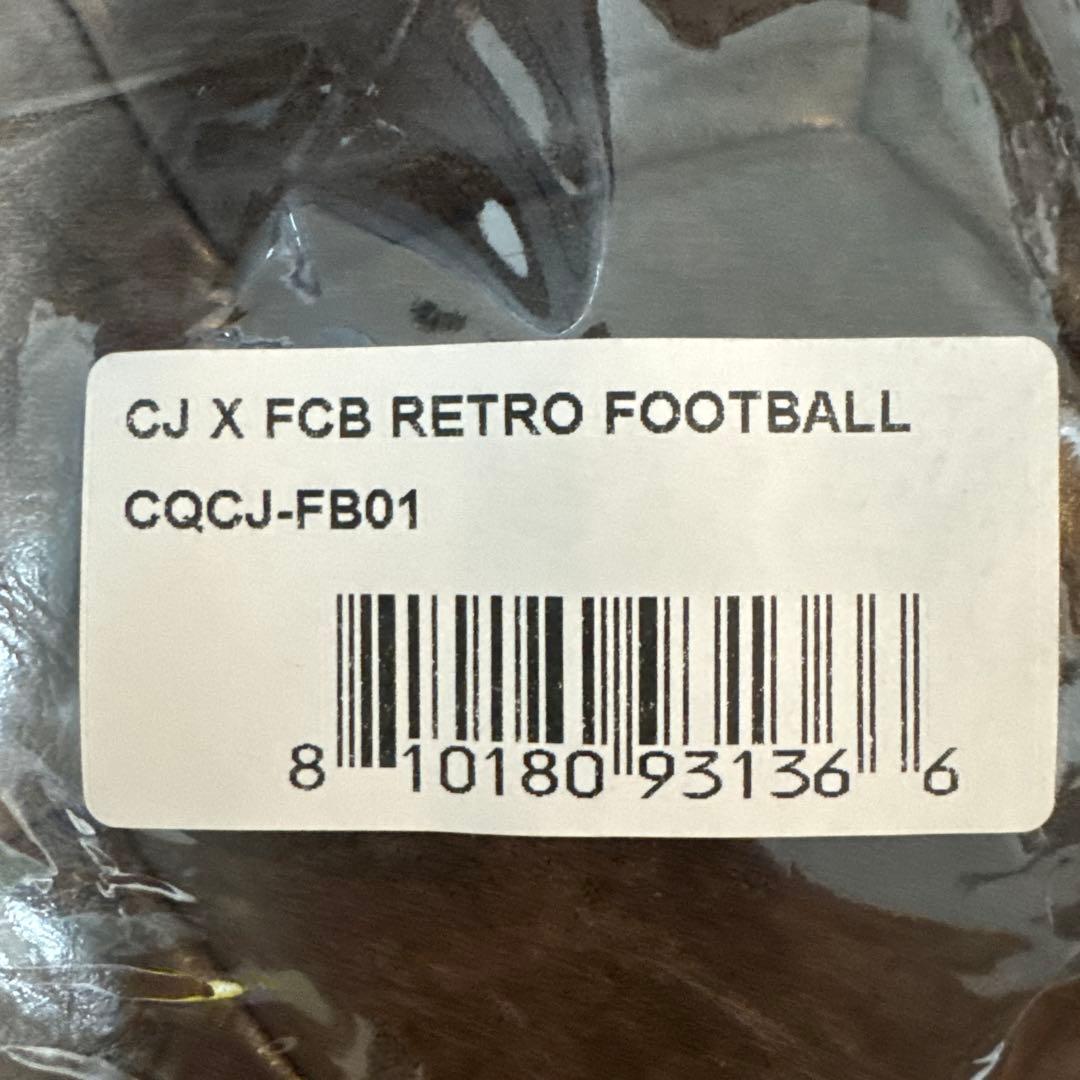 CJ X FCB RETRO FOOTBALL
CQCJ-FB01
8 10180 93136 6